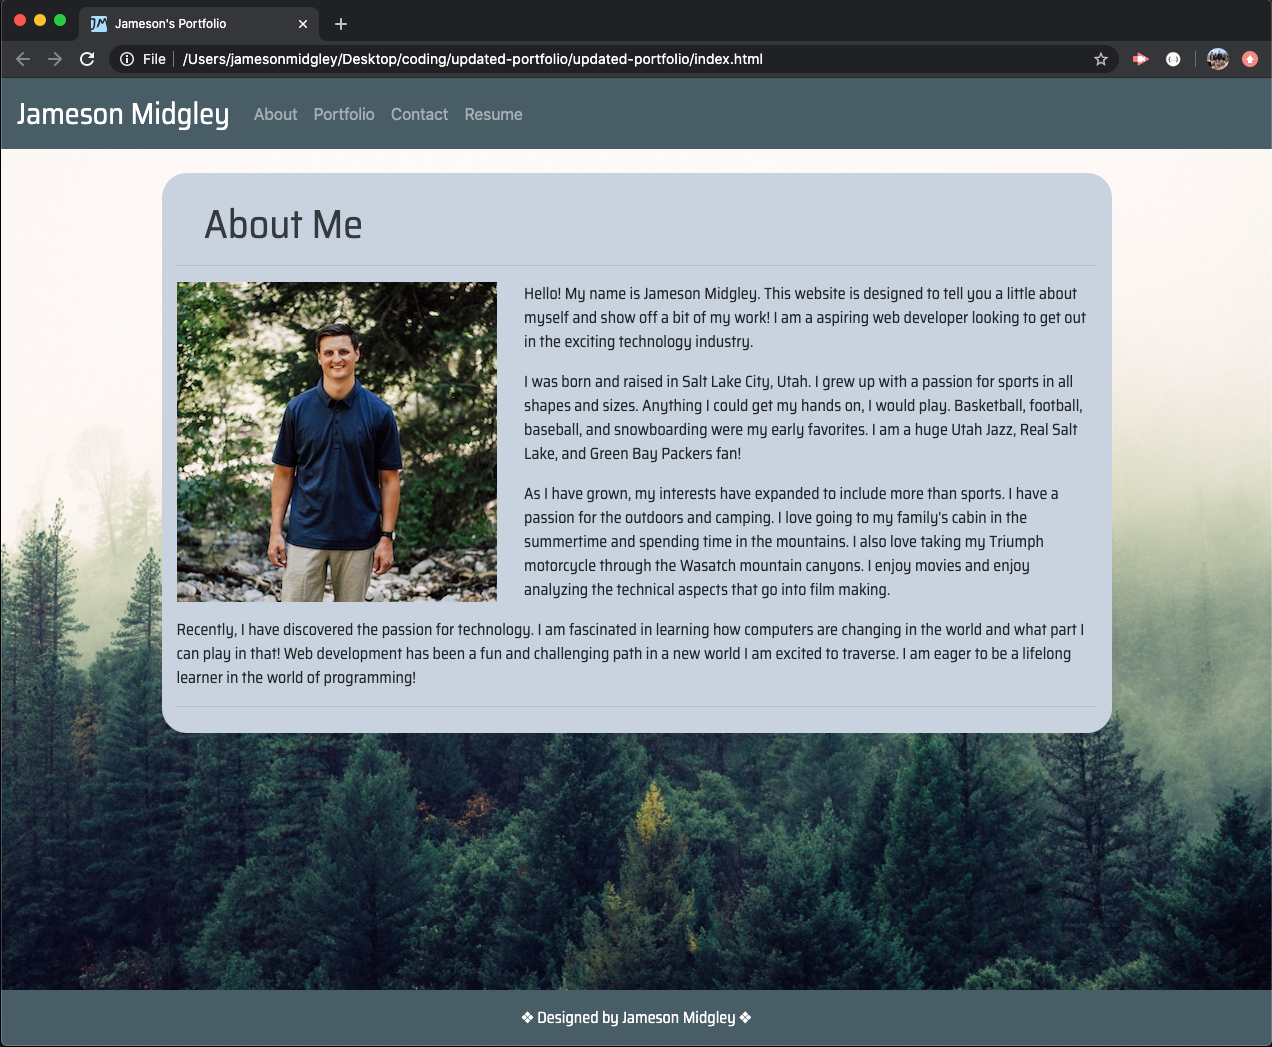 JM Jameson's Portfolio
File /Users/jamesonmidgley/Desktop/coding/updated-portfolio/updated-portfolio/index.html
Jameson Midgley About Portfolio Contact Resume
About Me
Hello! My name is Jameson Midgley. This website is designed to tell you a little about
myself and show off a bit of my work! I am a aspiring web developer looking to get out
in the exciting technology industry.
I was born and raised in Salt Lake City, Utah. I grew up with a passion for sports in all
shapes and sizes. Anything I could get my hands on, I would play. Basketball, football,
baseball, and snowboarding were my early favorites. I am a huge Utah Jazz, Real Salt
Lake, and Green Bay Packers fan!
As I have grown, my interests have expanded to include more than sports. I have a
passion for the outdoors and camping. I love going to my family's cabin in the
summertime and spending time in the mountains. I also love taking my Triumph
motorcycle through the Wasatch mountain canyons. I enjoy movies and enjoy
analyzing the technical aspects that go into film making.
Recently, I have discovered the passion for technology. I am fascinated in learning how computers are changing in the world and what part I
can play in that! Web development has been a fun and challenging path in a new world I am excited to traverse. I am eager to be a lifelong
learner in the world of programming!
❖ Designed by Jameson Midgley ❖